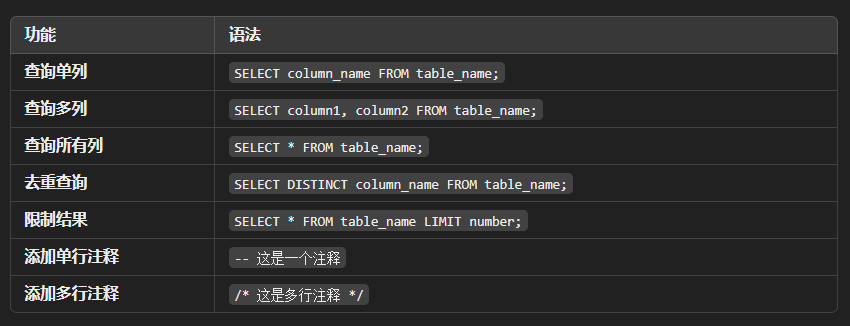 功能 语法
查询单列 SELECT column_name FROM table_name;
查询多列 SELECT column1, column2 FROM table_name;
查询所有列 SELECT * FROM table_name;
去重查询 SELECT DISTINCT column_name FROM table_name;
限制结果 SELECT * FROM table_name LIMIT number;
添加单行注释 -- 这是一个注释
添加多行注释 /* 这是多行注释 */